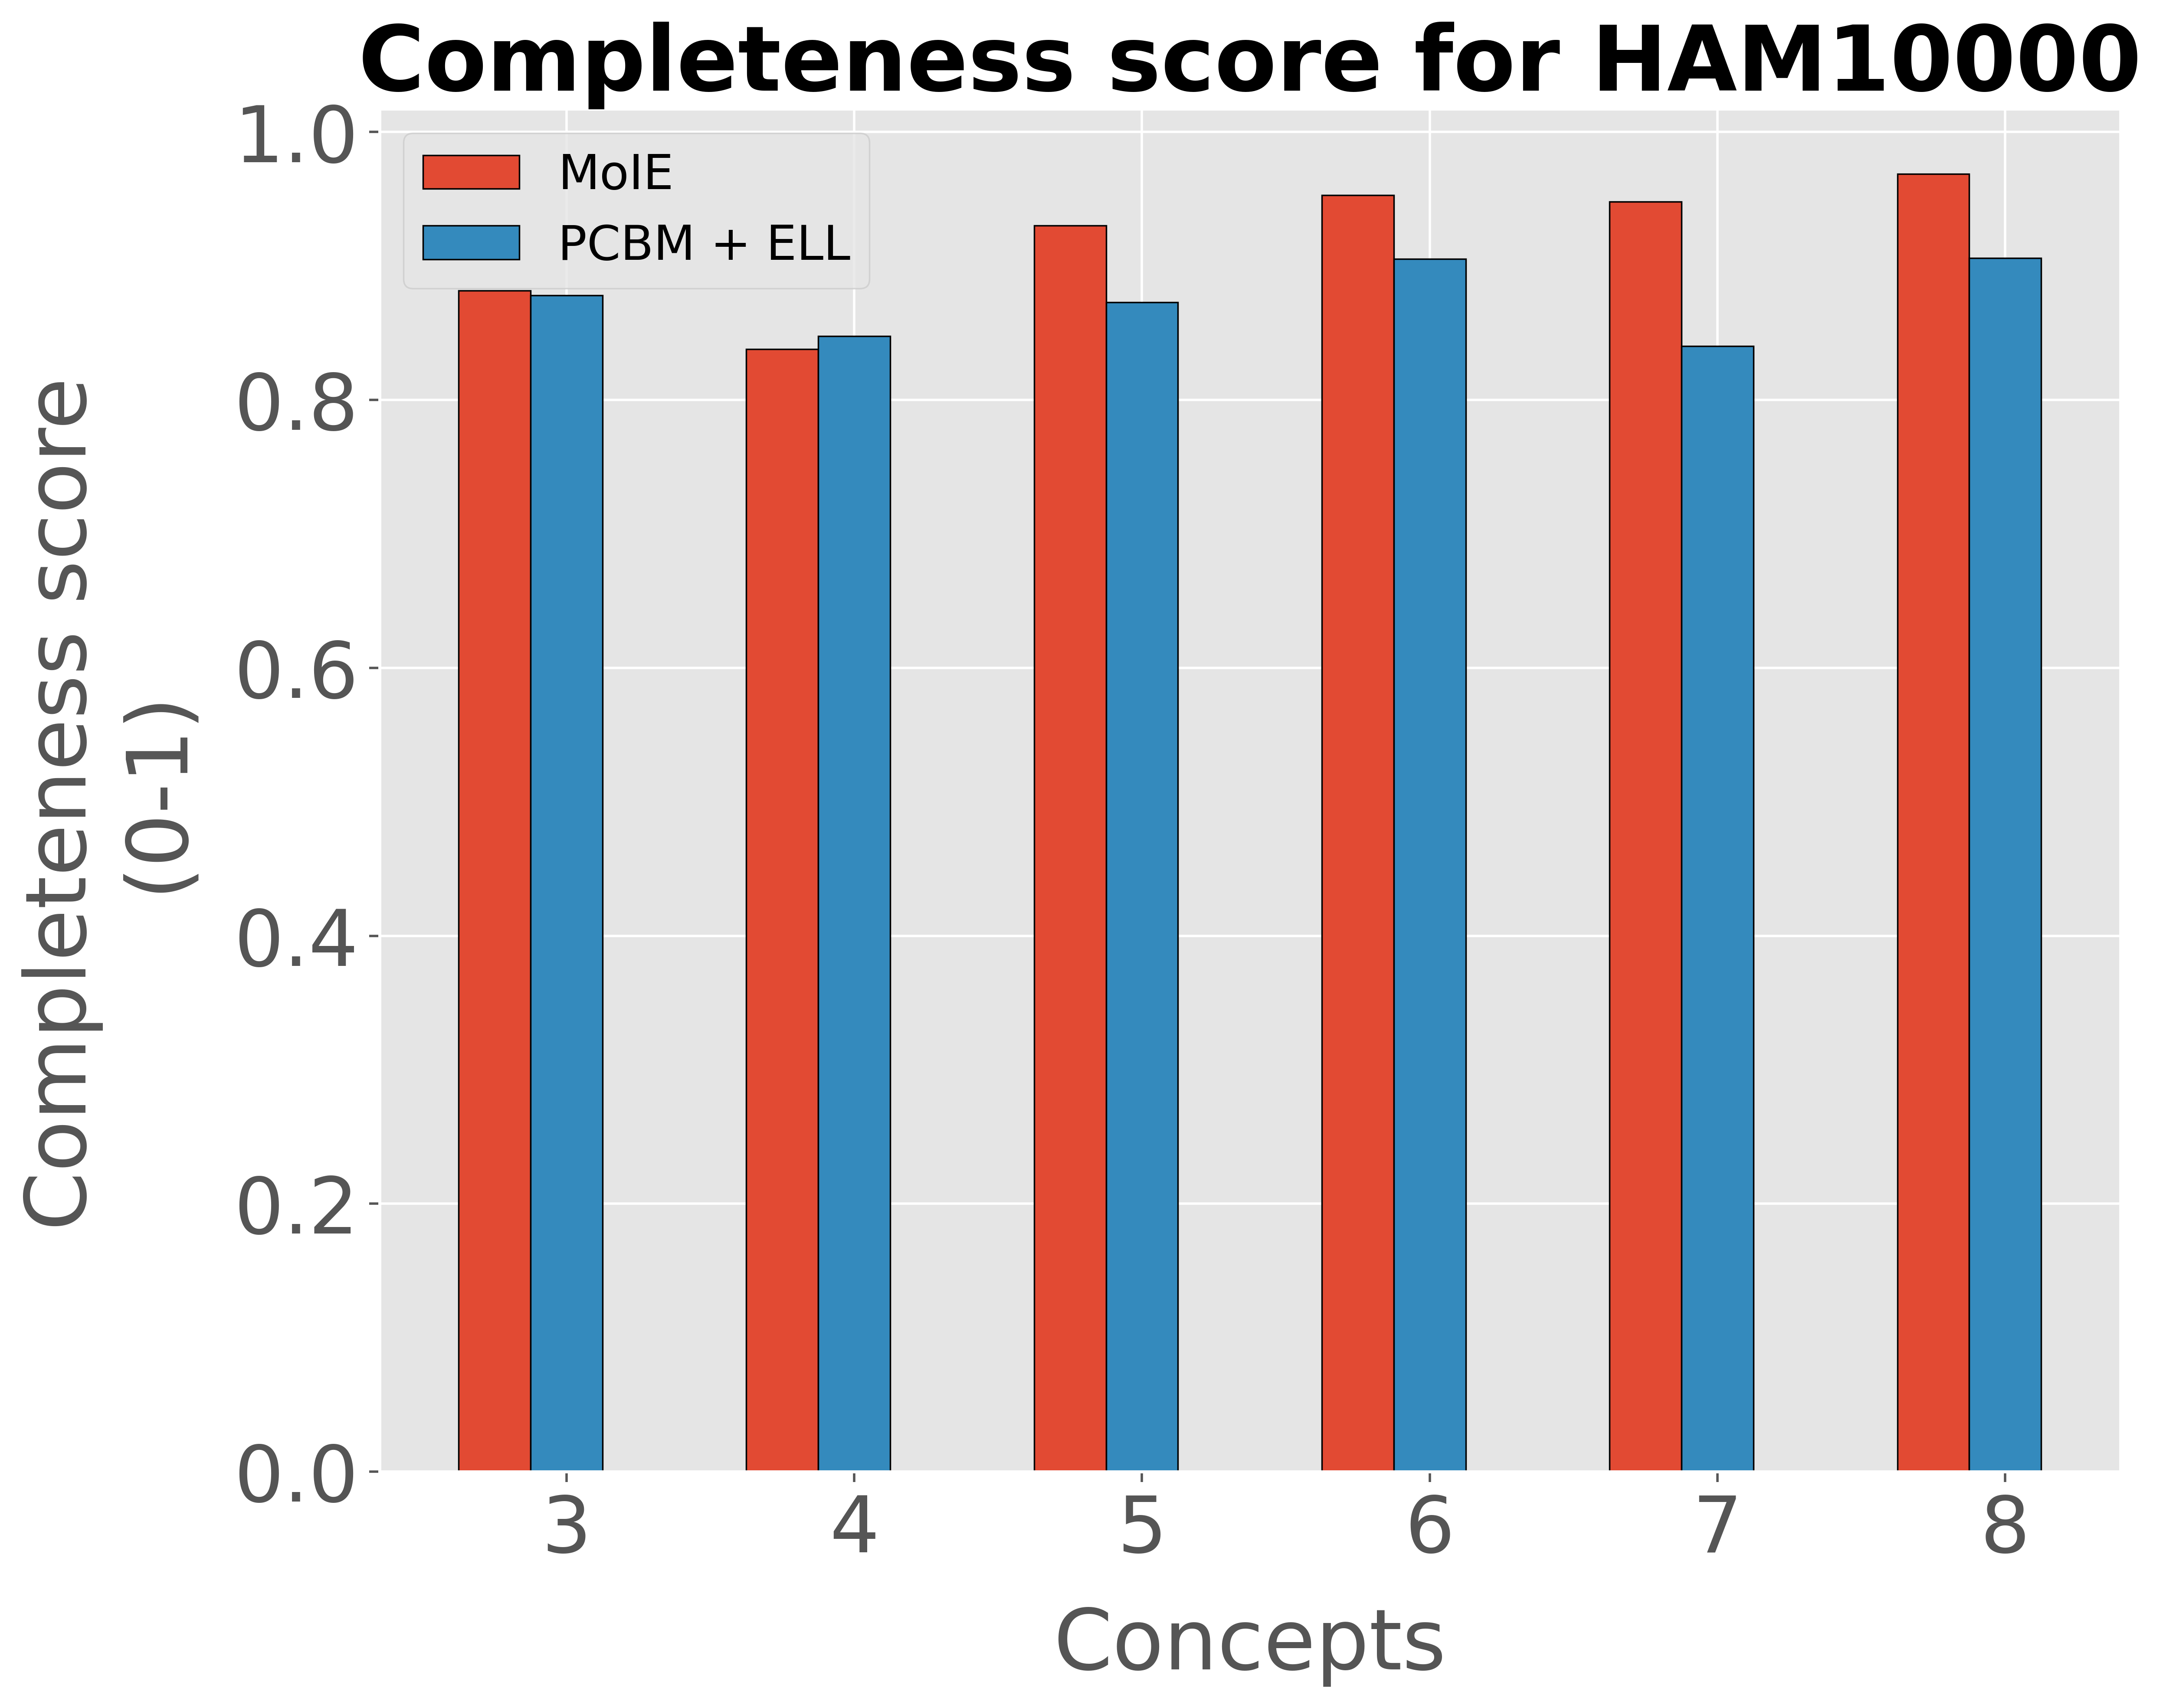 Completeness score for HAM10000
MoIE
PCBM + ELL
Completeness score
(0-1)
1.0
0.8
0.6
0.4
0.2
0.0
3 4 5 6 7 8
Concepts